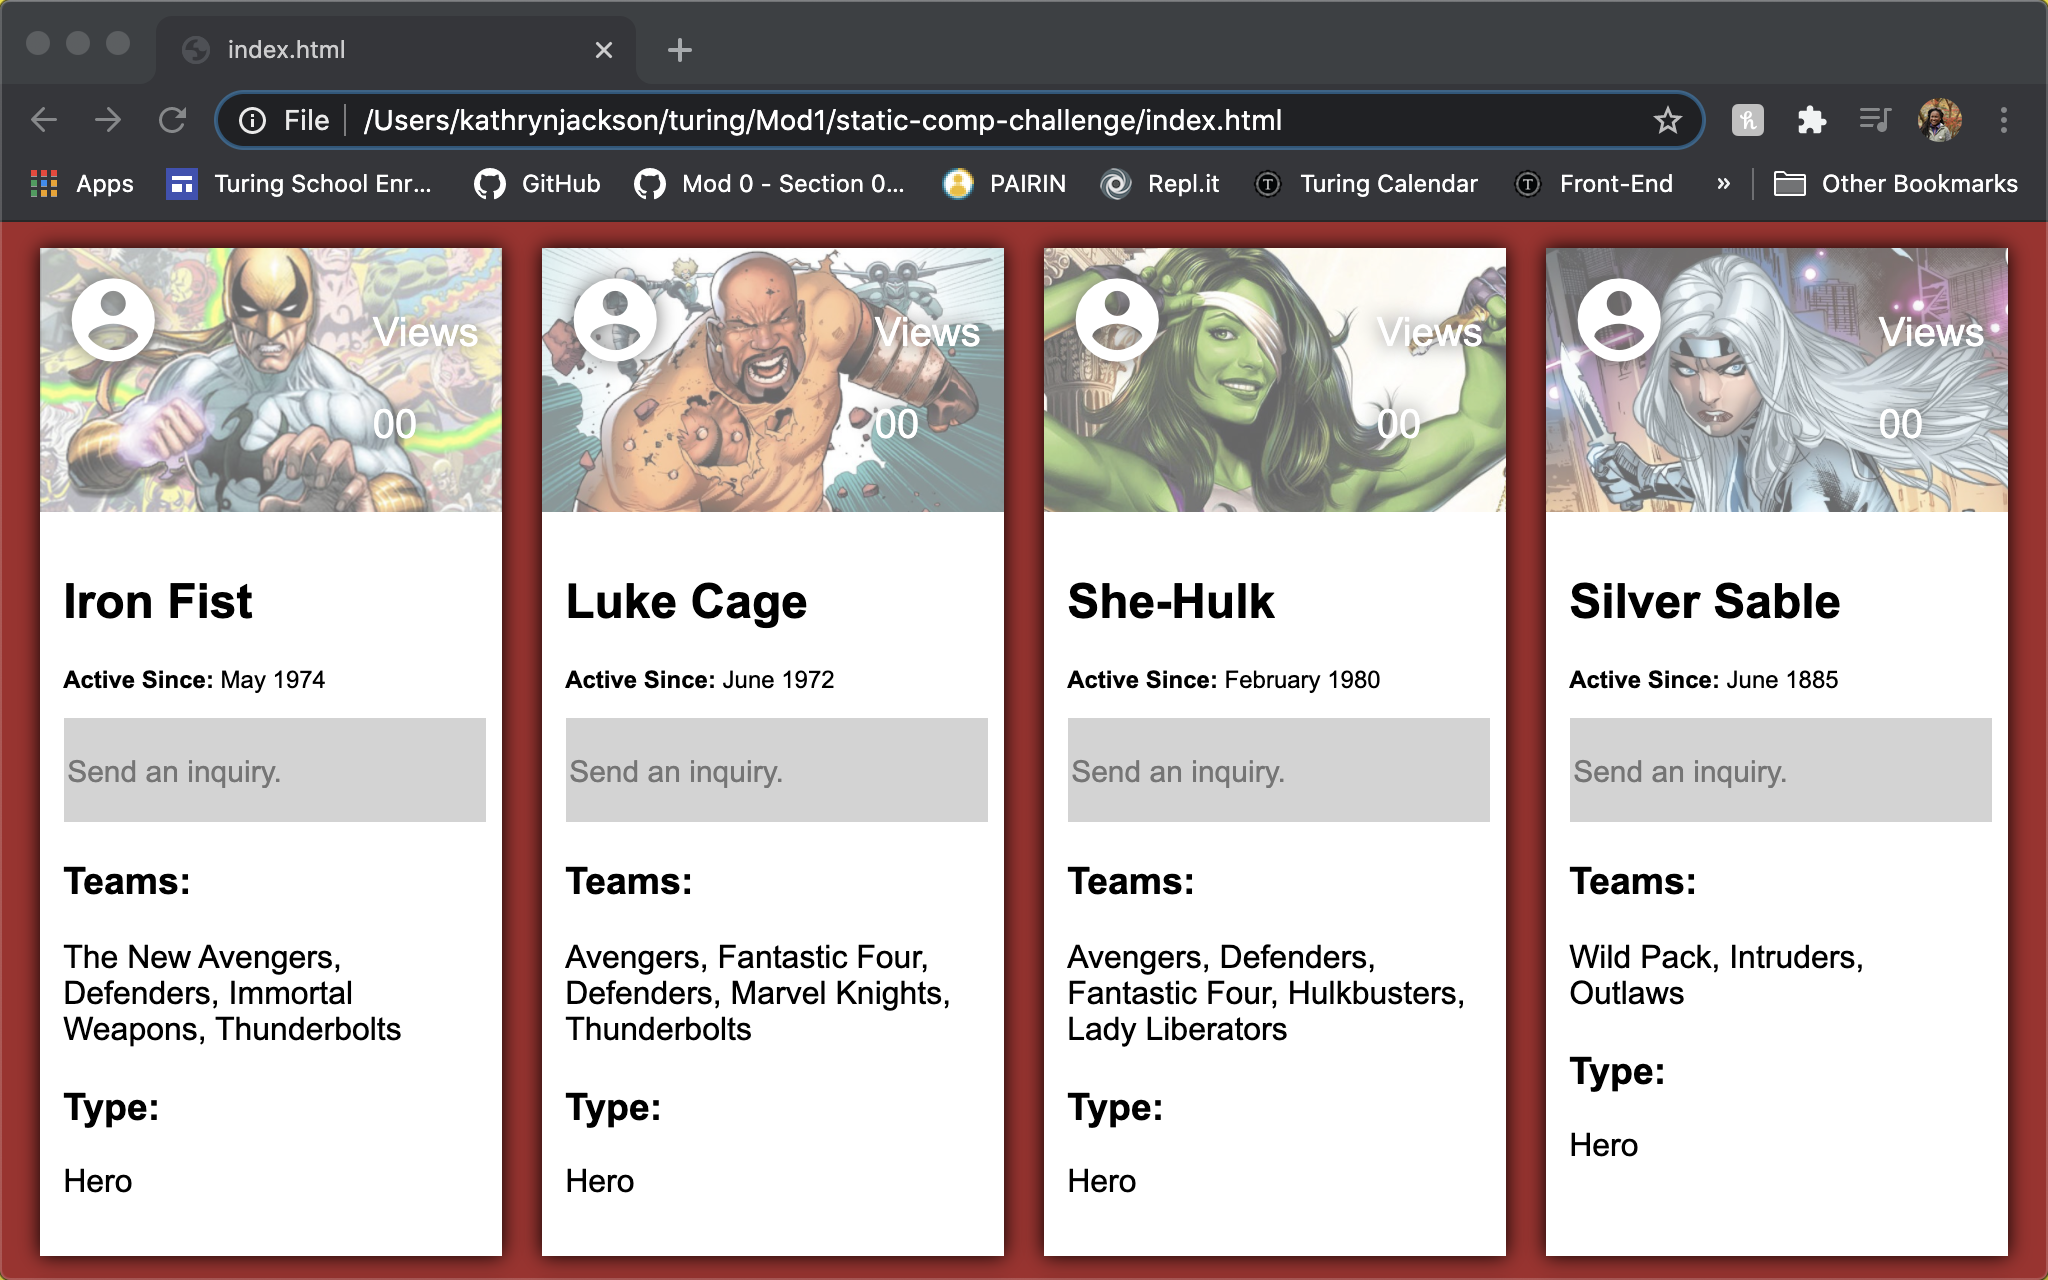 index.html
File /Users/kathrynjackson/turing/Mod1/static-comp-challenge/index.html
Apps Turing School Enr... GitHub Mod 0 - Section 0... PAIRIN Repl.it Turing Calendar Front-End » Other Bookmarks
Views
00
Iron Fist
Active Since: May 1974
Send an inquiry.
Teams:
The New Avengers,
Defenders, Immortal
Weapons, Thunderbolts
Type:
Hero
Views
00
Luke Cage
Active Since: June 1972
Send an inquiry.
Teams:
Avengers, Fantastic Four,
Defenders, Marvel Knights,
Thunderbolts
Type:
Hero
Views
00
She-Hulk
Active Since: February 1980
Send an inquiry.
Teams:
Avengers, Defenders,
Fantastic Four, Hulkbusters,
Lady Liberators
Type:
Hero
Views
00
Silver Sable
Active Since: June 1885
Send an inquiry.
Teams:
Wild Pack, Intruders,
Outlaws
Type:
Hero